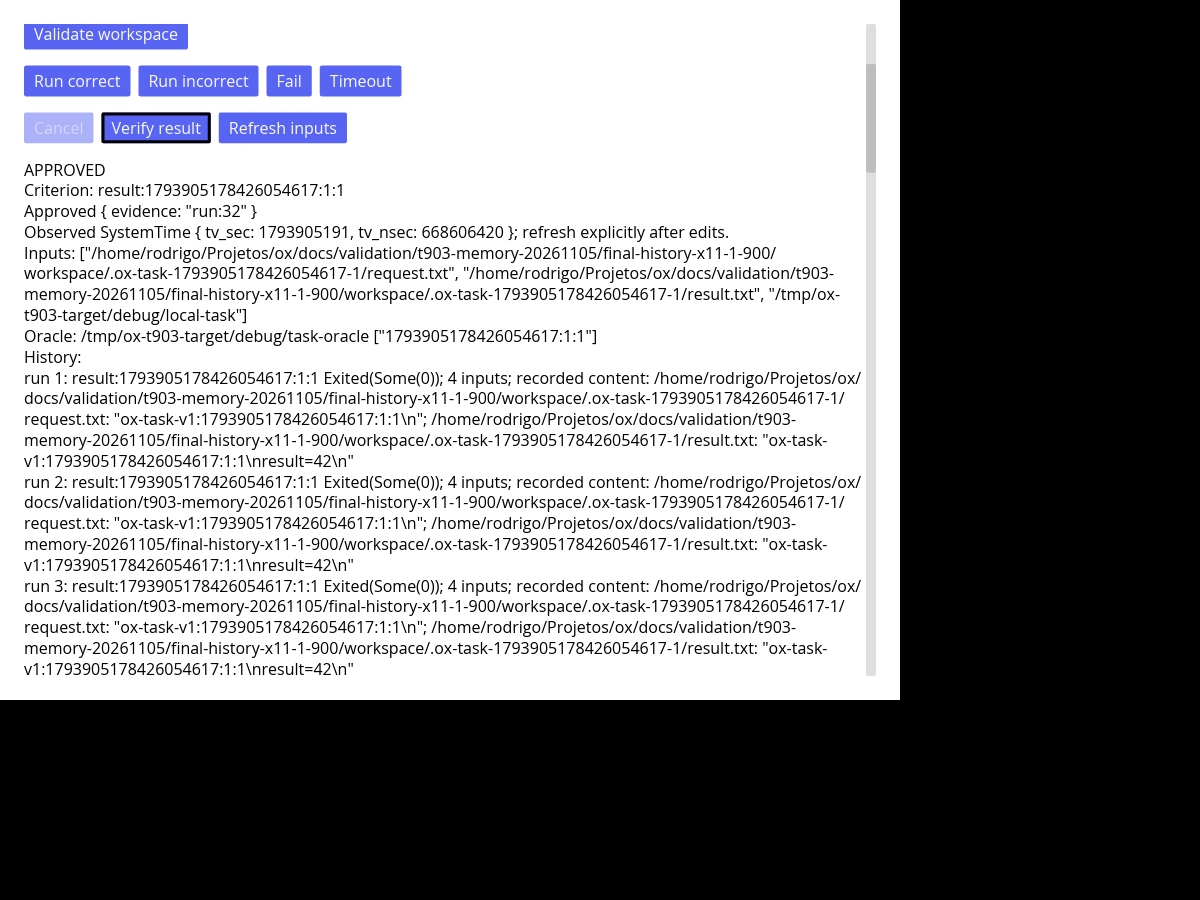 Validate workspace
Run correct Run incorrect Fail Timeout
Cancel Verify result Refresh inputs
APPROVED
Criterion: result:1793905178426054617:1:1
Approved { evidence: "run:32" }
Observed SystemTime { tv_sec: 1793905191, tv_nsec: 668606420 }; refresh explicitly after edits.
Inputs: ["/home/rodrigo/Projetos/ox/docs/validation/t903-memory-20261105/final-history-x11-1-900/
workspace/.ox-task-1793905178426054617-1/request.txt", "/home/rodrigo/Projetos/ox/docs/validation/t903-
memory-20261105/final-history-x11-1-900/workspace/.ox-task-1793905178426054617-1/result.txt", "/tmp/ox-
t903-target/debug/local-task"]
Oracle: /tmp/ox-t903-target/debug/task-oracle ["1793905178426054617:1:1"]
History:
run 1: result:1793905178426054617:1:1 Exited(Some(0)); 4 inputs; recorded content: /home/rodrigo/Projetos/ox/
docs/validation/t903-memory-20261105/final-history-x11-1-900/workspace/.ox-task-1793905178426054617-1/
request.txt: "ox-task-v1:1793905178426054617:1:1\n"; /home/rodrigo/Projetos/ox/docs/validation/t903-
memory-20261105/final-history-x11-1-900/workspace/.ox-task-1793905178426054617-1/result.txt: "ox-task-
v1:1793905178426054617:1:1\nresult=42\n"
run 2: result:1793905178426054617:1:1 Exited(Some(0)); 4 inputs; recorded content: /home/rodrigo/Projetos/ox/
docs/validation/t903-memory-20261105/final-history-x11-1-900/workspace/.ox-task-1793905178426054617-1/
request.txt: "ox-task-v1:1793905178426054617:1:1\n"; /home/rodrigo/Projetos/ox/docs/validation/t903-
memory-20261105/final-history-x11-1-900/workspace/.ox-task-1793905178426054617-1/result.txt: "ox-task-
v1:1793905178426054617:1:1\nresult=42\n"
run 3: result:1793905178426054617:1:1 Exited(Some(0)); 4 inputs; recorded content: /home/rodrigo/Projetos/ox/
docs/validation/t903-memory-20261105/final-history-x11-1-900/workspace/.ox-task-1793905178426054617-1/
request.txt: "ox-task-v1:1793905178426054617:1:1\n"; /home/rodrigo/Projetos/ox/docs/validation/t903-
memory-20261105/final-history-x11-1-900/workspace/.ox-task-1793905178426054617-1/result.txt: "ox-task-
v1:1793905178426054617:1:1\nresult=42\n"